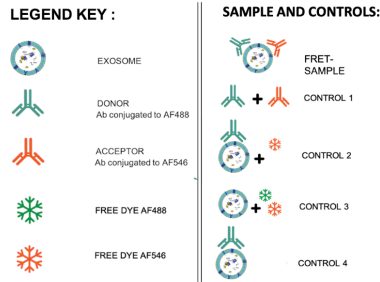 LEGEND KEY :
EXOSOME
DONOR
Ab conjugated to AF488
ACCEPTOR
Ab conjugated to AF546
FREE DYE AF488
FREE DYE AF546
SAMPLE AND CONTROLS:
FRET-
SAMPLE
+
CONTROL 1
+
CONTROL 2
+
CONTROL 3
CONTROL 4